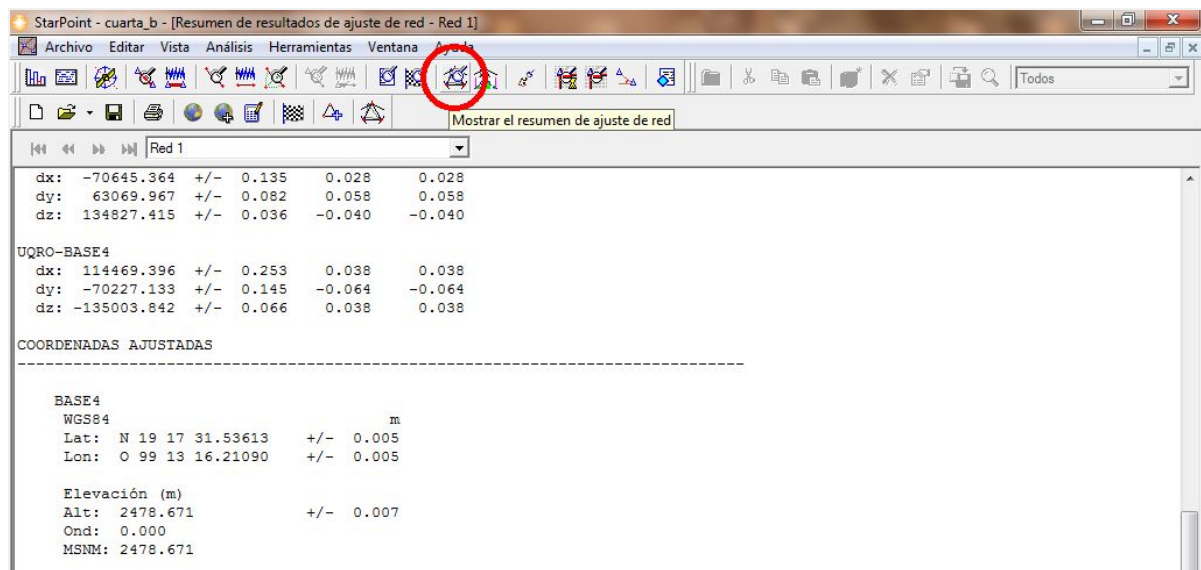 StarPoint - cuarta_b - [Resumen de resultados de ajuste de red - Red 1]
Archivo Editar Vista Análisis Herramientas Ventana Ayuda
Todos
Mostrar el resumen de ajuste de red
Red 1
dx: -70645.364 +/- 0.135 0.028 0.028
dy: 63069.967 +/- 0.082 0.058 0.058
dz: 134827.415 +/- 0.036 -0.040 -0.040
UQRO-BASE4
dx: 114469.396 +/- 0.253 0.038 0.038
dy: -70227.133 +/- 0.145 -0.064 -0.064
dz: -135003.842 +/- 0.066 0.038 0.038
COORDENADAS AJUSTADAS
--------------------------------------------------------------------------------
BASE4
WGS84 m
Lat: N 19 17 31.53613 +/- 0.005
Lon: O 99 13 16.21090 +/- 0.005
Elevación (m)
Alt: 2478.671 +/- 0.007
Ond: 0.000
MSNM: 2478.671